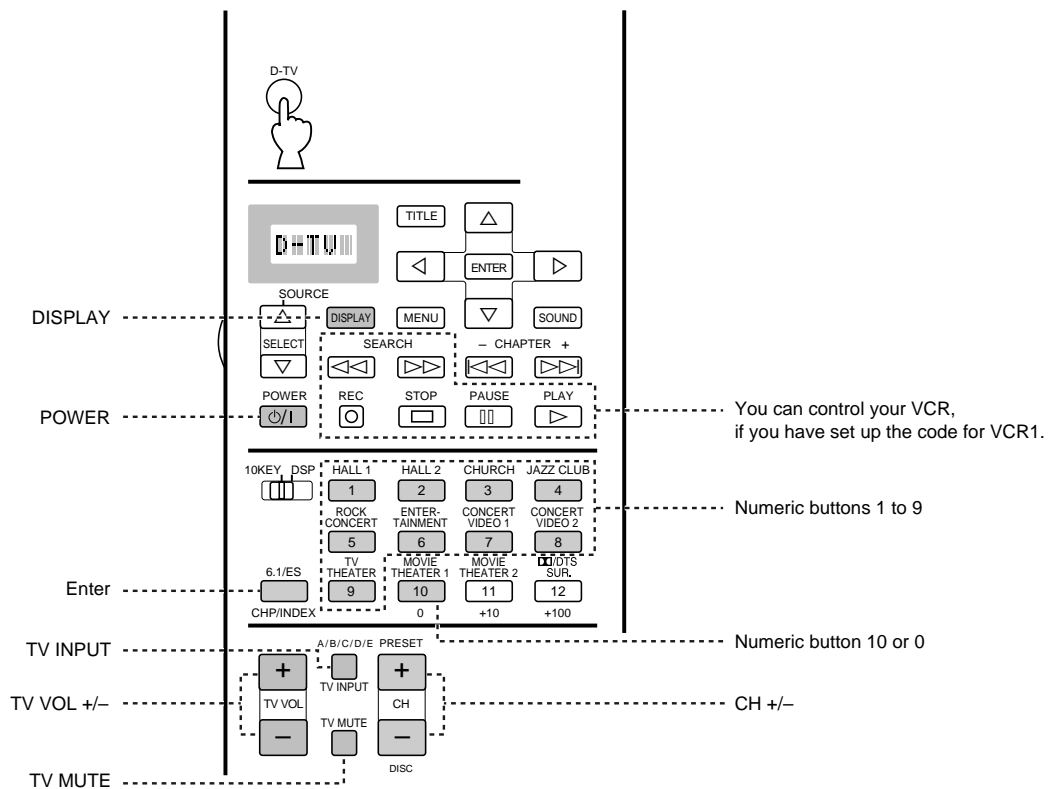 D-TV
D-TV
TITLE
ENTER
SOURCE
DISPLAY
DISPLAY
MENU
SOUND
SELECT
SEARCH
– CHAPTER +
POWER
REC
STOP
PAUSE
PLAY
POWER
⏻/I
You can control your VCR,
if you have set up the code for VCR1.
10KEY DSP
HALL 1
HALL 2
CHURCH
JAZZ CLUB
1
2
3
4
Numeric buttons 1 to 9
ROCK
CONCERT
ENTER-
TAINMENT
CONCERT
VIDEO 1
CONCERT
VIDEO 2
5
6
7
8
6.1/ES
TV
THEATER
MOVIE
THEATER 1
MOVIE
THEATER 2
/DTS
SUR.
Enter
9
10
11
12
CHP/INDEX
0
+10
+100
Numeric button 10 or 0
TV INPUT
A/B/C/D/E PRESET
+
+
TV INPUT
TV VOL +/–
TV VOL
CH
CH +/–
TV MUTE
–
–
TV MUTE
DISC